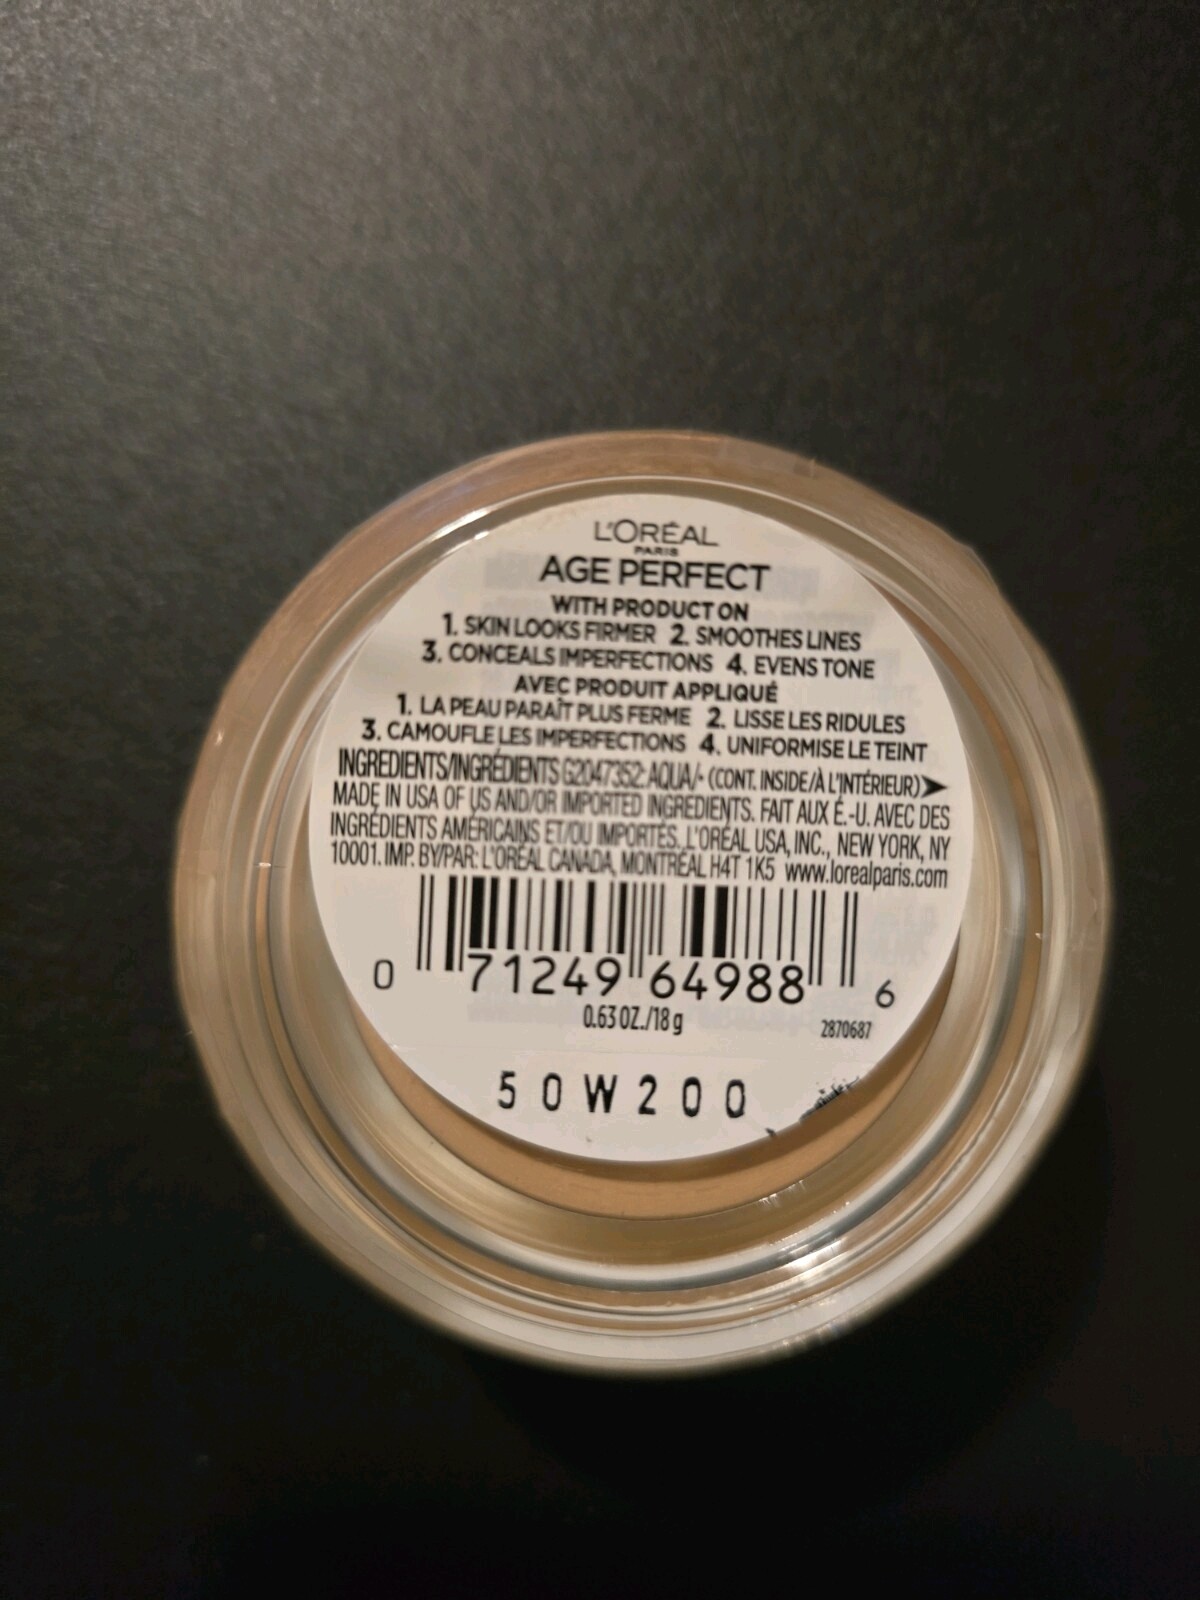 L'ORÉAL
PARIS
AGE PERFECT
WITH PRODUCT ON
1. SKIN LOOKS FIRMER 2. SMOOTHES LINES
3. CONCEALS IMPERFECTIONS 4. EVENS TONE
AVEC PRODUIT APPLIQUÉ
1. LA PEAU PARAÎT PLUS FERME 2. LISSE LES RIDULES
3. CAMOUFLE LES IMPERFECTIONS 4. UNIFORMISE LE TEINT
INGREDIENTS/INGRÉDIENTS G2047352: AQUA/• (CONT. INSIDE/À L'INTÉRIEUR)➤
MADE IN USA OF US AND/OR IMPORTED INGREDIENTS. FAIT AUX É.-U. AVEC DES
INGRÉDIENTS AMÉRICAINS ET/OU IMPORTÉS. L'ORÉAL USA, INC., NEW YORK, NY
10001. IMP. BY/PAR: L'ORÉAL CANADA, MONTRÉAL H4T 1K5 www.lorealparis.com
0 71249 64988 6
0.63 OZ./18 g
2870687
50W200